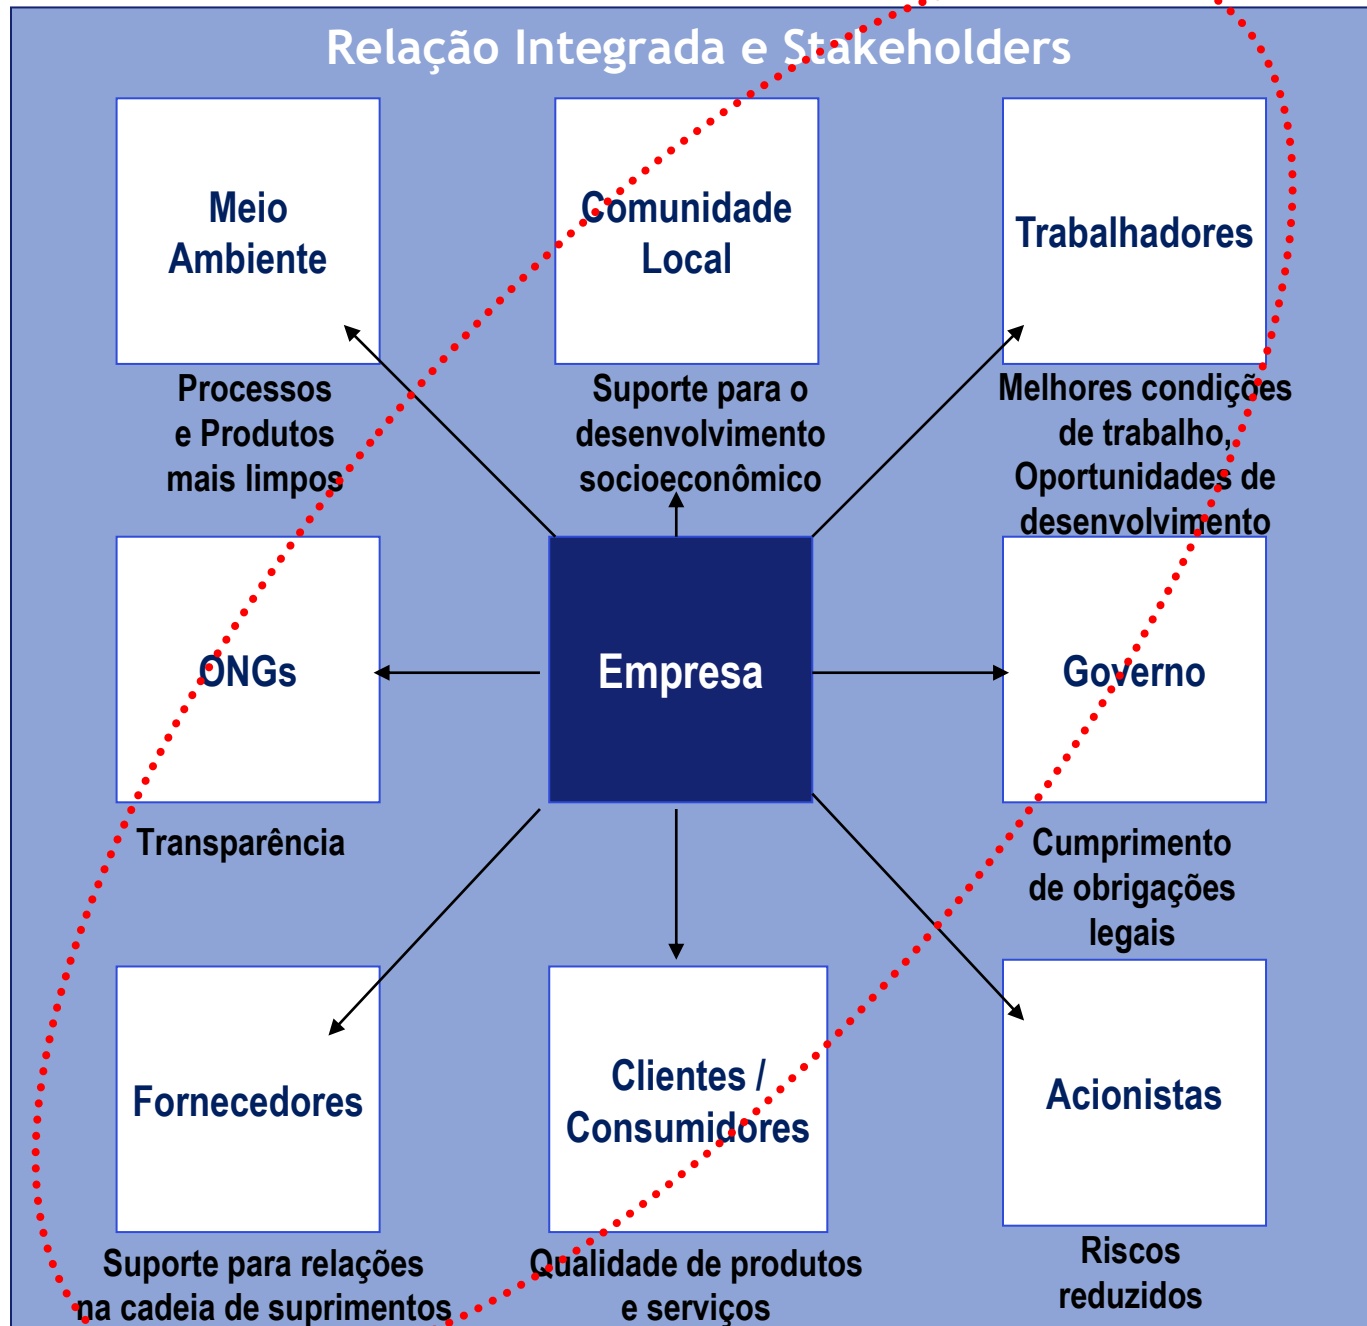 Relação Integrada e Stakeholders
Meio
Ambiente
Comunidade
Local
Trabalhadores
Processos
e Produtos
mais limpos
Suporte para o
desenvolvimento
socioeconômico
Melhores condições
de trabalho,
Oportunidades de
desenvolvimento
ONGs
Empresa
Governo
Transparência
Cumprimento
de obrigações
legais
Fornecedores
Clientes /
Consumidores
Acionistas
Suporte para relações
na cadeia de suprimentos
Qualidade de produtos
e serviços
Riscos
reduzidos